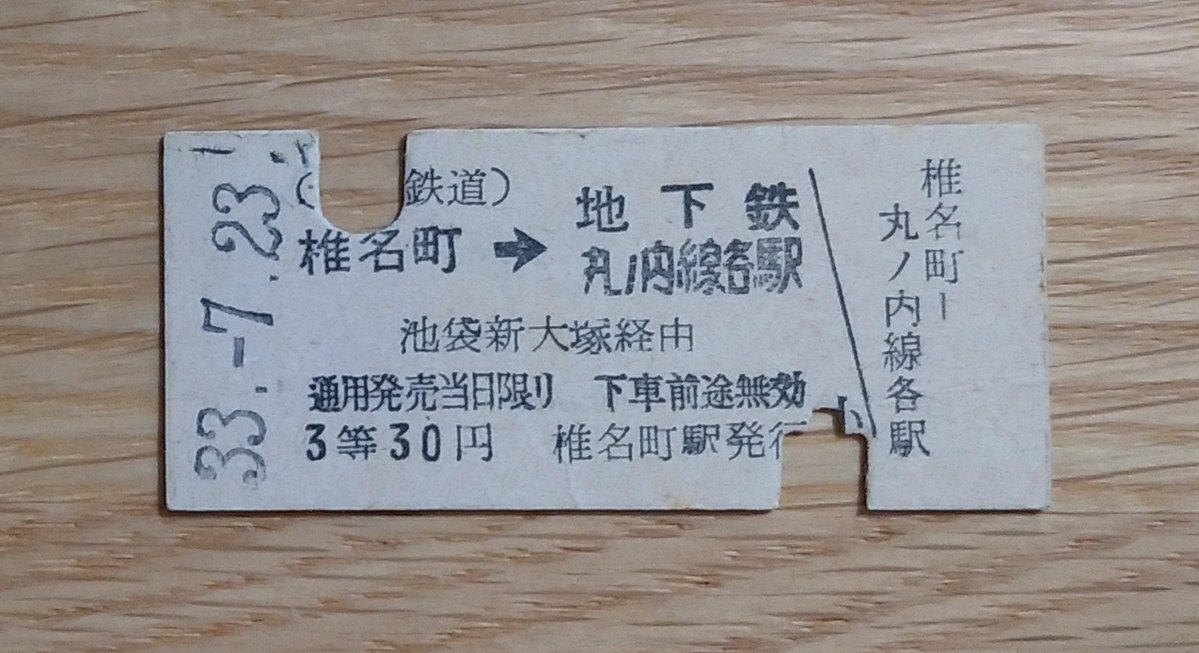 33.-7.23
( 鉄道)
椎名町 → 地下鉄
丸ノ内線各駅
池袋新大塚経由
通用発売当日限り 下車前途無効
3等30円 椎名町駅発行
小
椎名町ー
丸ノ内線各駅